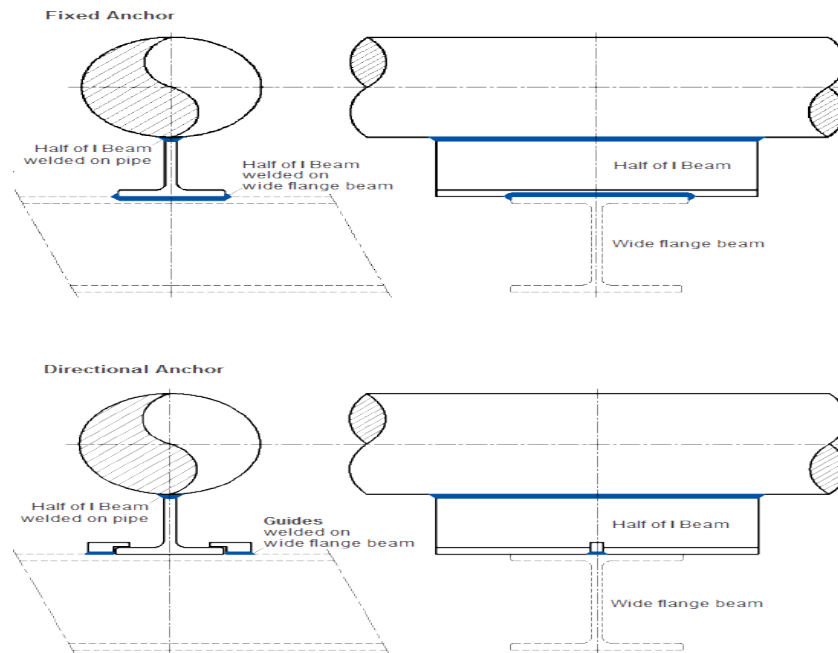 Fixed Anchor
Half of I Beam
welded on pipe
Half of I Beam
welded on
wide flange beam
Half of I Beam
Wide flange beam
Directional Anchor
Half of I Beam
welded on pipe
Guides
welded on
wide flange beam
Half of I Beam
Wide flange beam